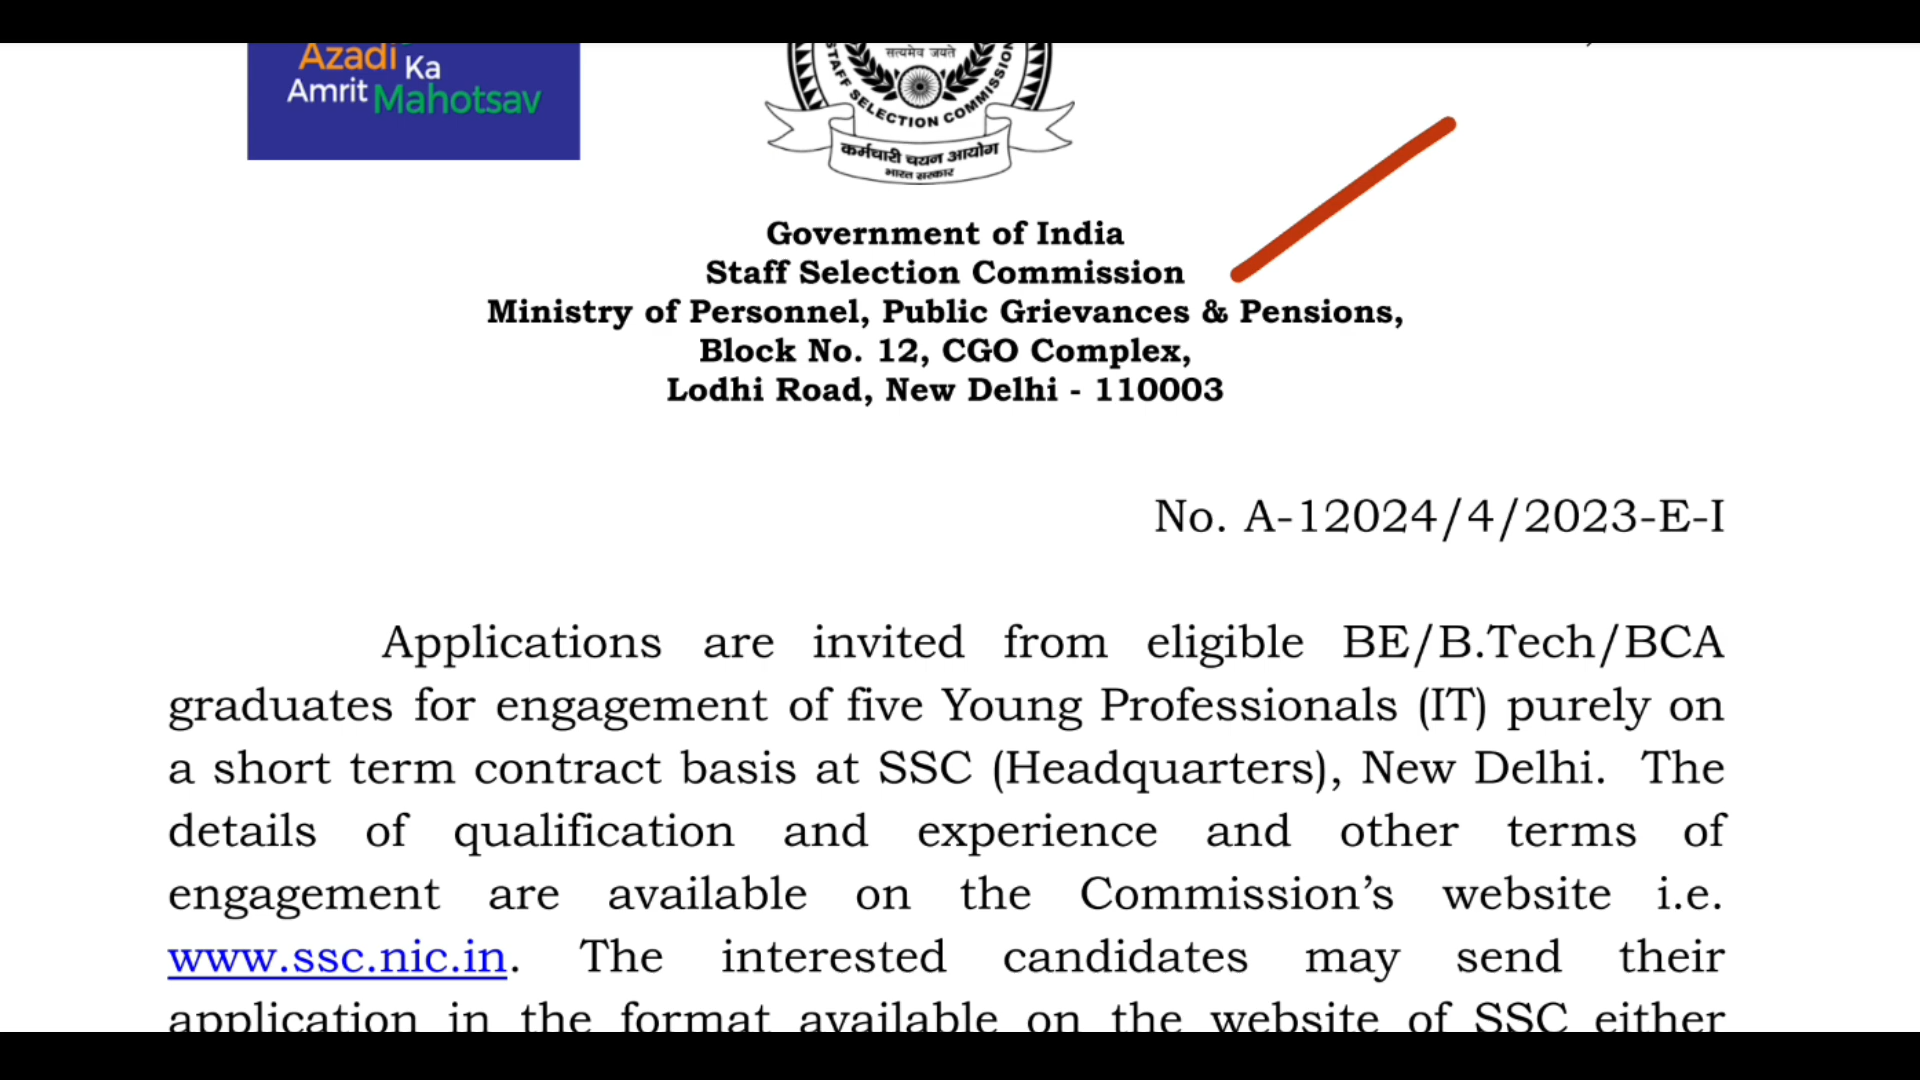 Azadi
Ka
Amrit Mahotsav
सत्यमेव जयते
STAFF SELECTION COMMISSION
कर्मचारी चयन आयोग
भारत सरकार
Government of India
Staff Selection Commission
Ministry of Personnel, Public Grievances & Pensions,
Block No. 12, CGO Complex,
Lodhi Road, New Delhi - 110003
No. A-12024/4/2023-E-I
Applications are invited from eligible BE/B.Tech/BCA
graduates for engagement of five Young Professionals (IT) purely on
a short term contract basis at SSC (Headquarters), New Delhi. The
details of qualification and experience and other terms of
engagement are available on the Commission’s website i.e.
www.ssc.nic.in. The interested candidates may send their
application in the format available on the website of SSC either